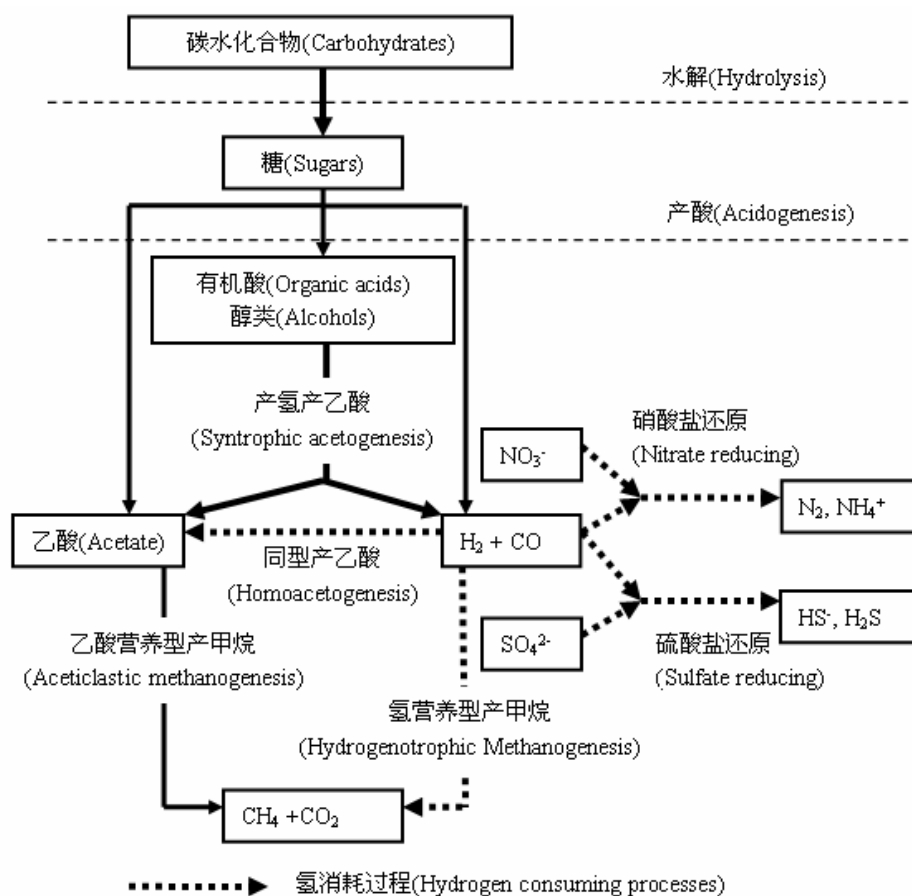 碳水化合物(Carbohydrates)
水解(Hydrolysis)
糖(Sugars)
产酸(Acidogenesis)
有机酸(Organic acids)
醇类(Alcohols)
产氢产乙酸
(Syntrophic acetogenesis)
硝酸盐还原
(Nitrate reducing)
NO₃⁻
N₂, NH₄⁺
乙酸(Acetate)
H₂ + CO
同型产乙酸
(Homoacetogenesis)
HS⁻, H₂S
SO₄²⁻
硫酸盐还原
(Sulfate reducing)
乙酸营养型产甲烷
(Aceticlastic methanogenesis)
氢营养型产甲烷
(Hydrogenotrophic Methanogenesis)
CH₄ +CO₂
氢消耗过程(Hydrogen consuming processes)